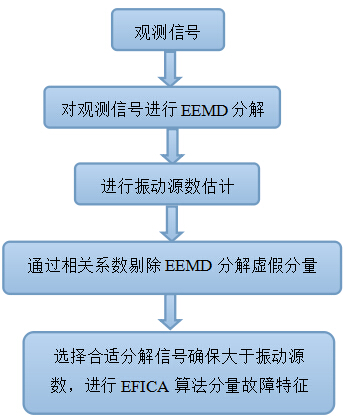 观测信号
对观测信号进行 EEMD 分解
进行振动源数估计
通过相关系数剔除 EEMD 分解虚假分量
选择合适分解信号确保大于振动源
数，进行 EFICA 算法分量故障特征